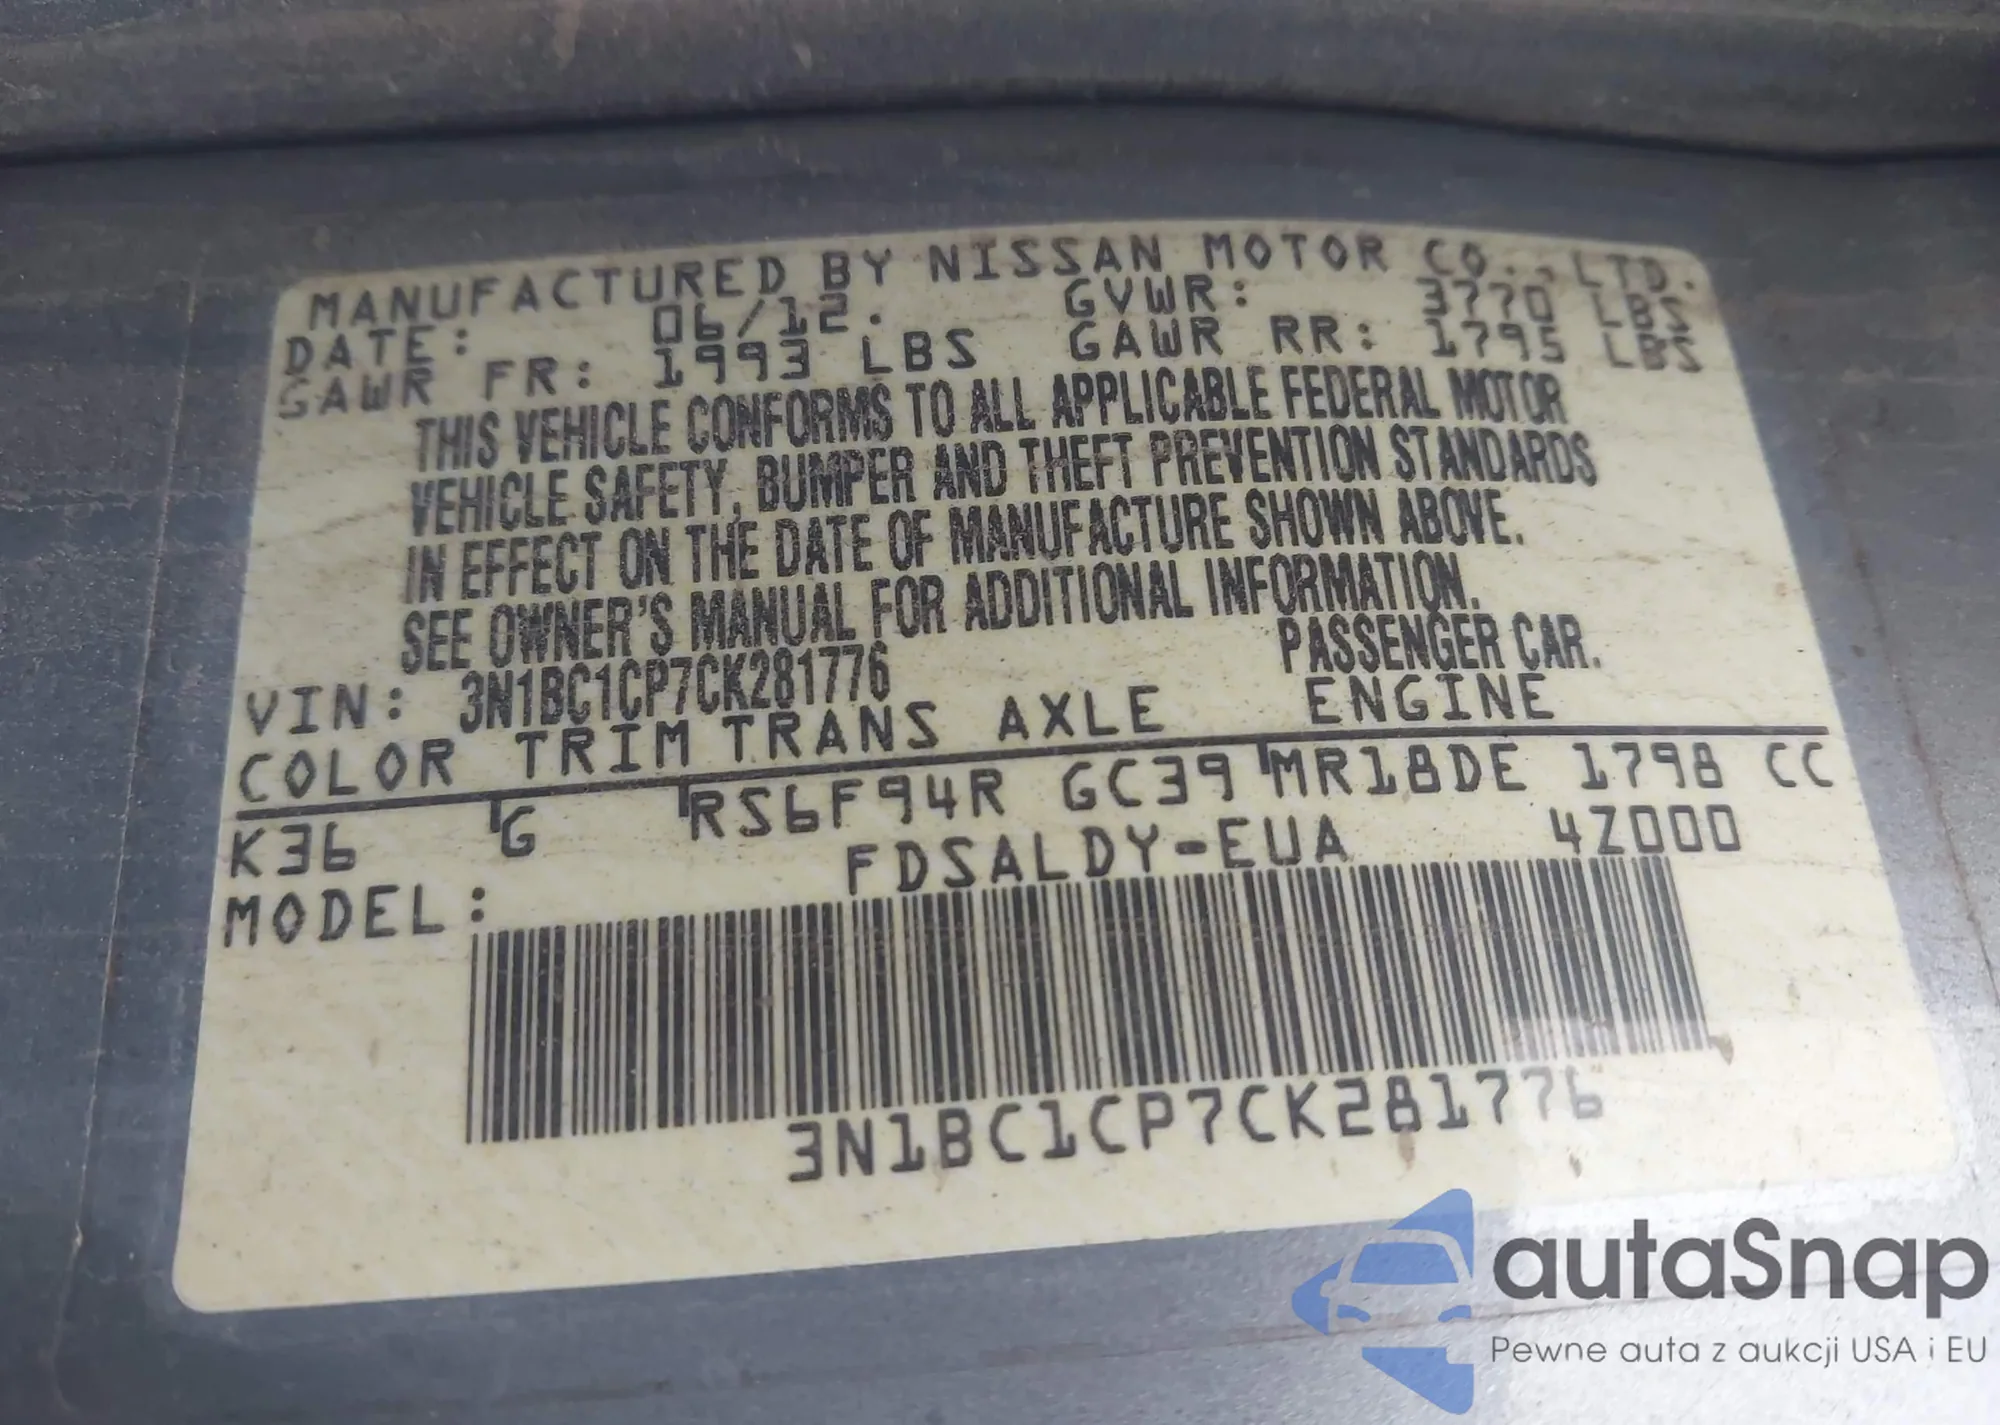 MANUFACTURED BY NISSAN MOTOR CO., LTD.
DATE: 06/12. GVWR: 3770 LBS
GAWR FR: 1993 LBS GAWR RR: 1795 LBS
THIS VEHICLE CONFORMS TO ALL APPLICABLE FEDERAL MOTOR
VEHICLE SAFETY, BUMPER AND THEFT PREVENTION STANDARDS
IN EFFECT ON THE DATE OF MANUFACTURE SHOWN ABOVE.
SEE OWNER'S MANUAL FOR ADDITIONAL INFORMATION.
VIN: 3N1BC1CP7CK281776 PASSENGER CAR.
COLOR TRIM TRANS AXLE ENGINE
K36 G RS6F94R GC39 MR18DE 1798 CC
MODEL: FDSALDY-EUA 4Z000
3N1BC1CP7CK281776
autaSnap
Pewne auta z aukcji USA i EU